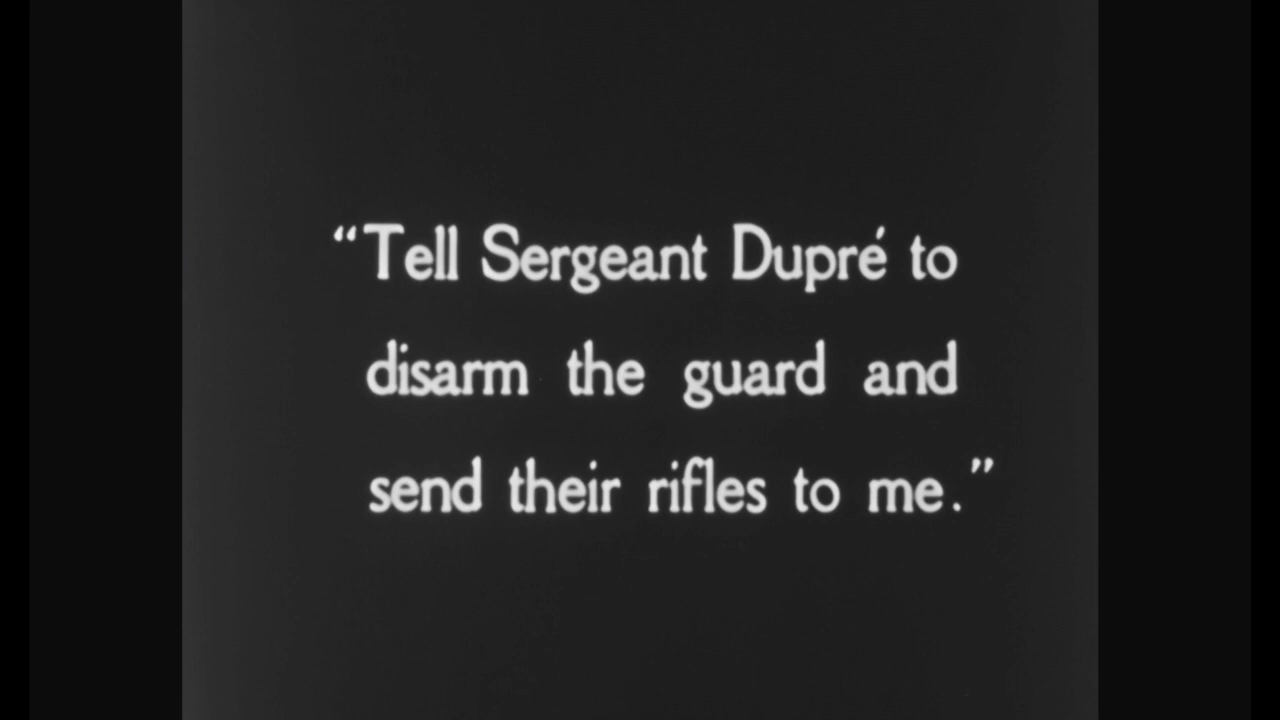 “Tell Sergeant Dupré to
disarm the guard and
send their rifles to me.”